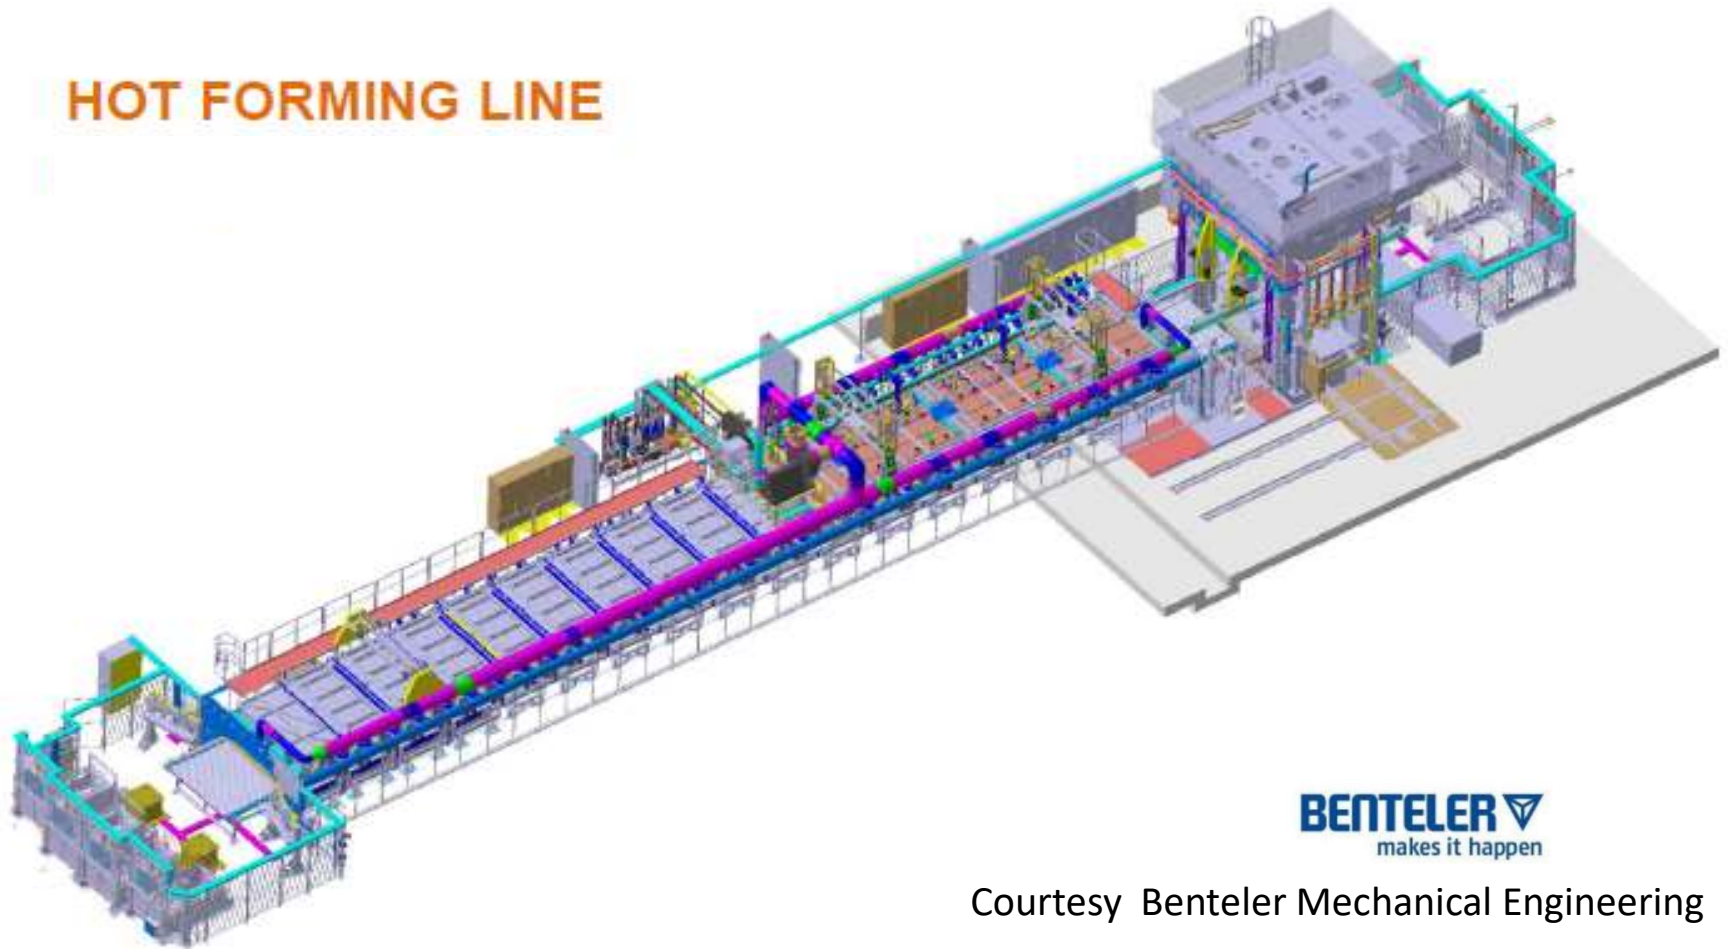 HOT FORMING LINE
BENTELER
makes it happen
Courtesy Benteler Mechanical Engineering